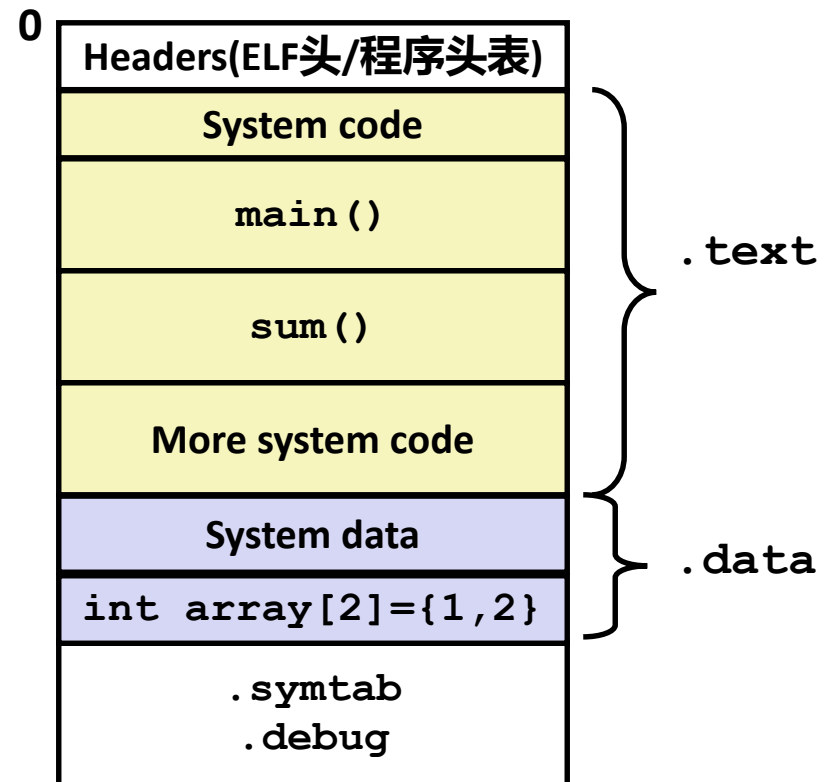 0
Headers(ELF头/程序头表)
System code
main()
sum()
More system code
.text
System data
int array[2]={1,2}
.data
.symtab
.debug